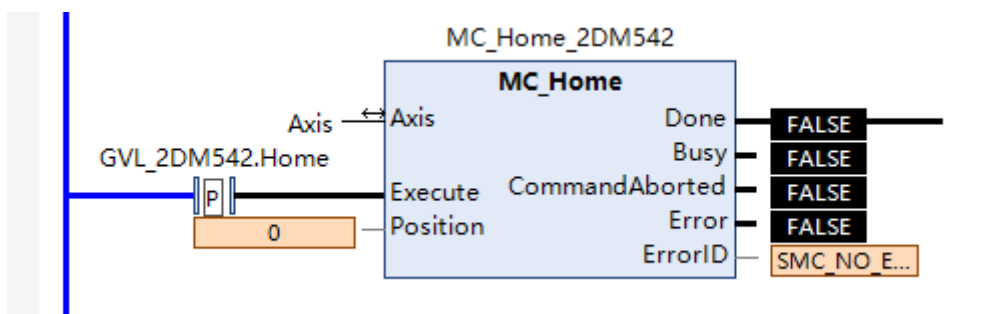 MC_Home_2DM542
MC_Home
Axis Axis Done FALSE
GVL_2DM542.Home Busy FALSE
P Execute CommandAborted FALSE
0 Position Error FALSE
ErrorID SMC_NO_E...